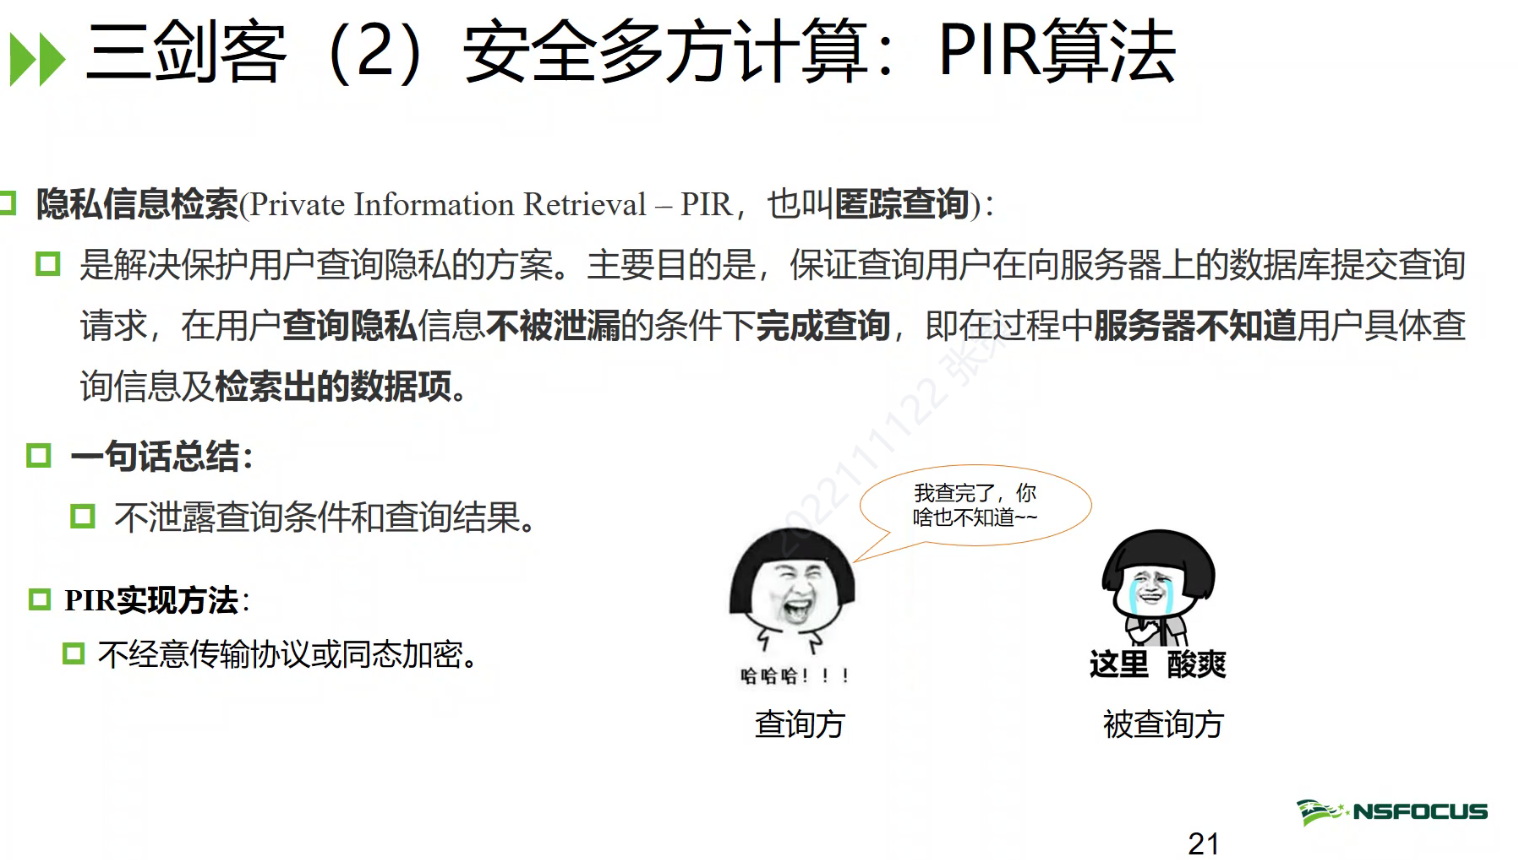 三剑客（2）安全多方计算：PIR算法
隐私信息检索(Private Information Retrieval – PIR，也叫匿踪查询)：
是解决保护用户查询隐私的方案。主要目的是，保证查询用户在向服务器上的数据库提交查询
请求，在用户查询隐私信息不被泄漏的条件下完成查询，即在过程中服务器不知道用户具体查
询信息及检索出的数据项。
一句话总结：
不泄露查询条件和查询结果。
PIR实现方法：
不经意传输协议或同态加密。
我查完了，你
啥也不知道~~
哈哈哈！！！
查询方
这里 酸爽
被查询方
2022111122 张
NSFOCUS
21